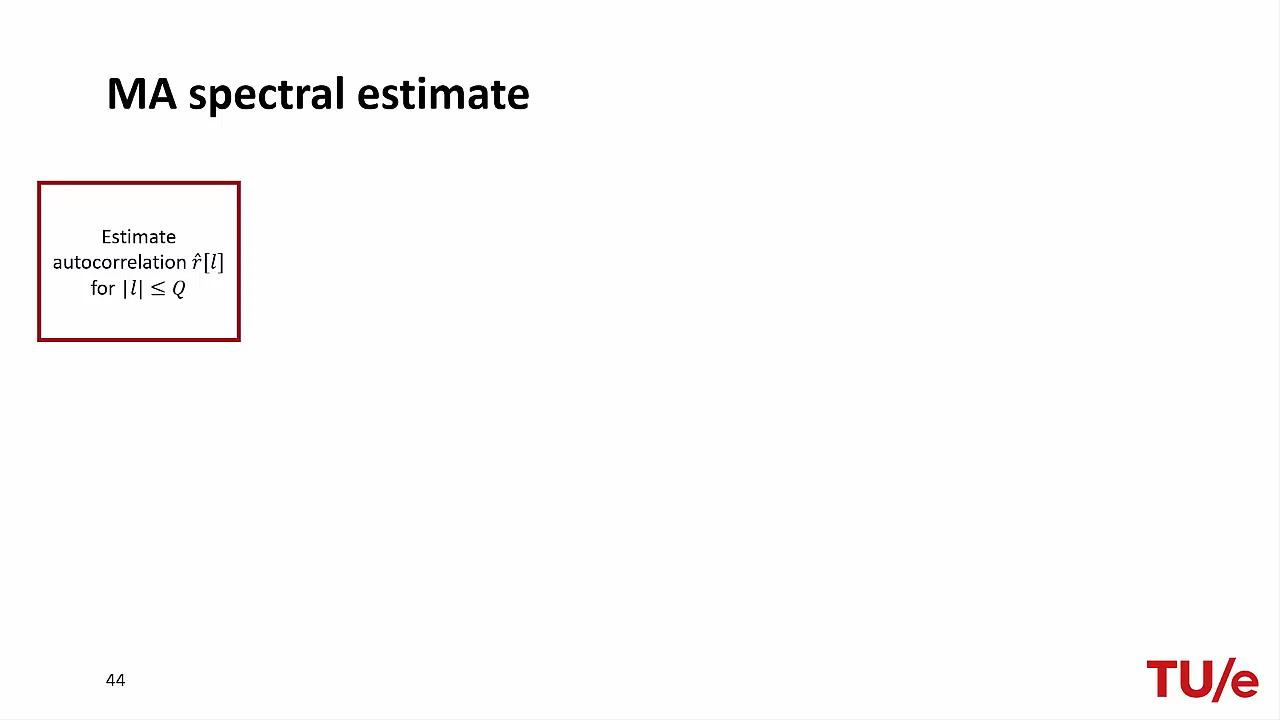 MA spectral estimate
Estimate
autocorrelation r̂[l]
for |l| ≤ Q
44
TU/e